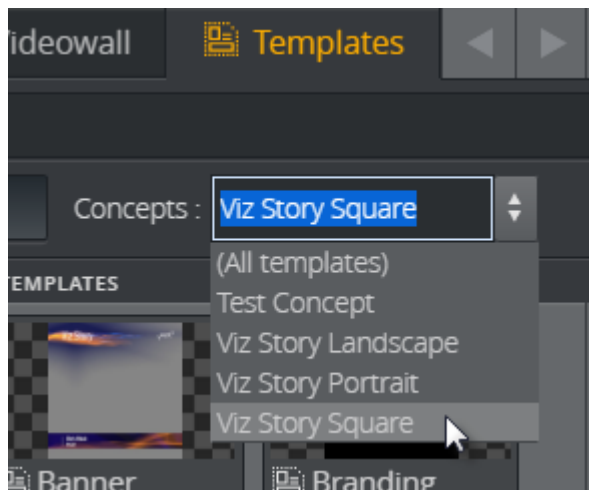 ideowall
Templates
Concepts :
Viz Story Square
(All templates)
TEMPLATES
Test Concept
Viz Story Landscape
Viz Story Portrait
Viz Story Square
Banner
Branding